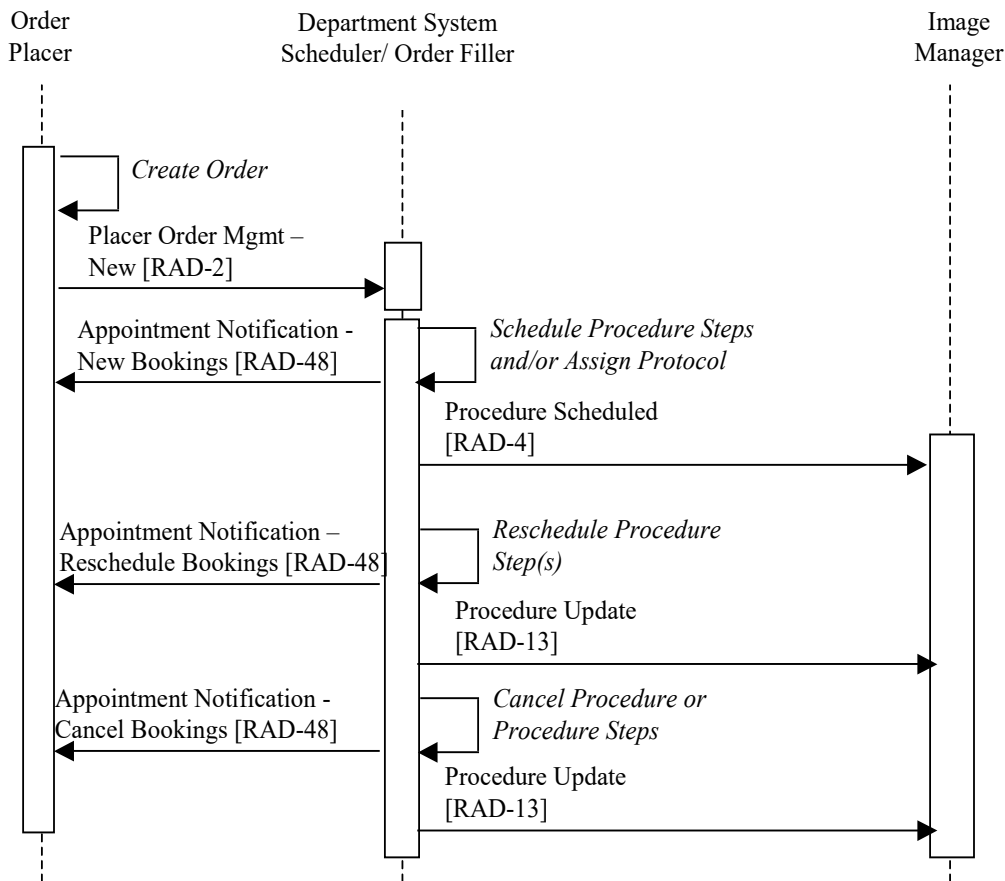 Order
Placer
Department System
Scheduler/ Order Filler
Image
Manager
Create Order
Placer Order Mgmt –
New [RAD-2]
Appointment Notification -
New Bookings [RAD-48]
Schedule Procedure Steps
and/or Assign Protocol
Procedure Scheduled
[RAD-4]
Appointment Notification –
Reschedule Bookings [RAD-48]
Reschedule Procedure
Step(s)
Procedure Update
[RAD-13]
Appointment Notification -
Cancel Bookings [RAD-48]
Cancel Procedure or
Procedure Steps
Procedure Update
[RAD-13]